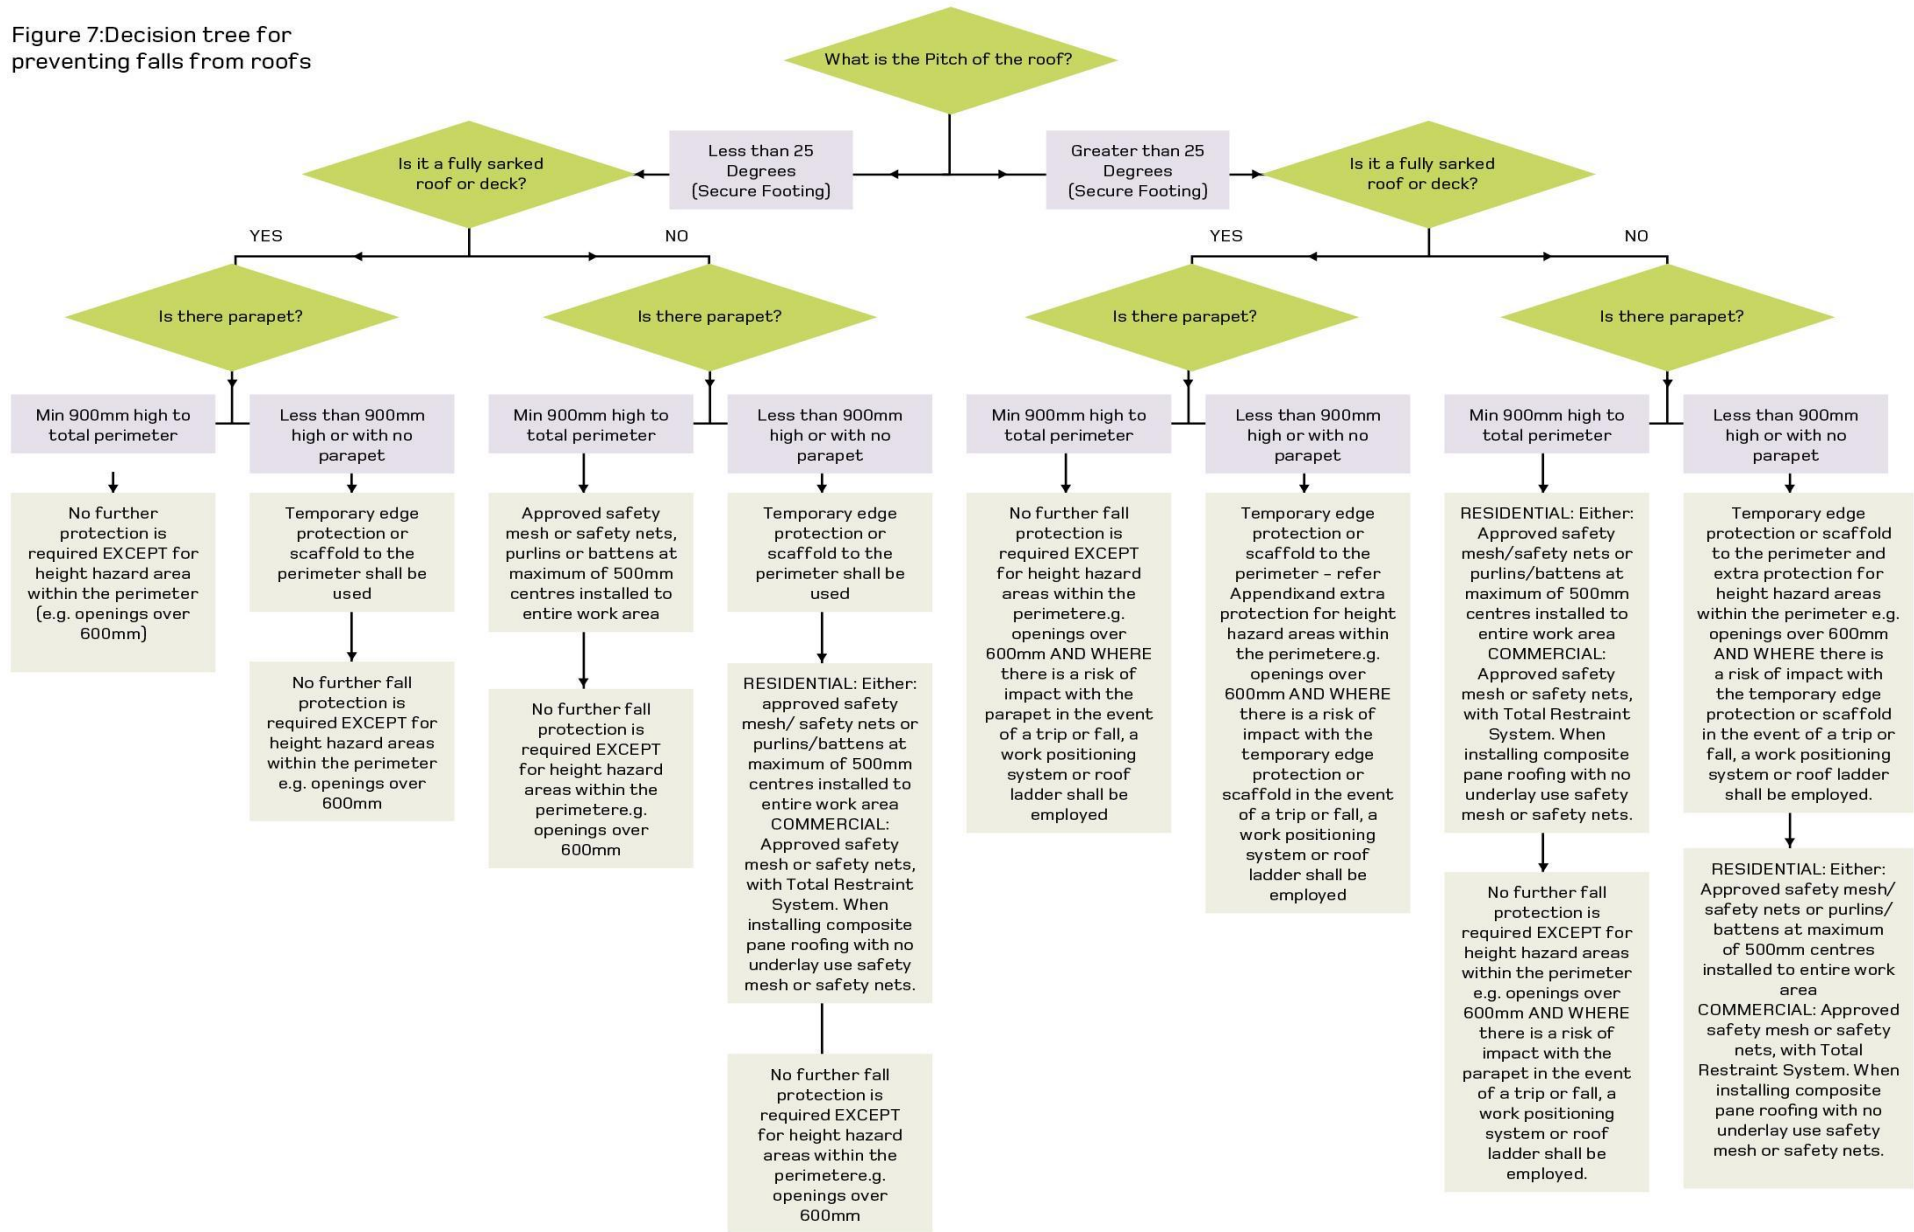 Figure 7:Decision tree for
preventing falls from roofs
What is the Pitch of the roof?
Less than 25
Degrees
(Secure Footing)
Greater than 25
Degrees
(Secure Footing)
Is it a fully sarked
roof or deck?
Is it a fully sarked
roof or deck?
YES
NO
YES
NO
Is there parapet?
Is there parapet?
Is there parapet?
Is there parapet?
Min 900mm high to
total perimeter
Less than 900mm
high or with no
parapet
Min 900mm high to
total perimeter
Less than 900mm
high or with no
parapet
Min 900mm high to
total perimeter
Less than 900mm
high or with no
parapet
Min 900mm high to
total perimeter
Less than 900mm
high or with no
parapet
No further
protection is
required EXCEPT for
height hazard area
within the perimeter
(e.g. openings over
600mm)
Temporary edge
protection or
scaffold to the
perimeter shall be
used
No further fall
protection is
required EXCEPT for
height hazard areas
within the perimeter
e.g. openings over
600mm
Approved safety
mesh or safety nets,
purlins or battens at
maximum of 500mm
centres installed to
entire work area
No further fall
protection is
required EXCEPT
for height hazard
areas within the
perimetere.g.
openings over
600mm
Temporary edge
protection or
scaffold to the
perimeter shall be
used
RESIDENTIAL: Either:
approved safety
mesh/ safety nets or
purlins/battens at
maximum of 500mm
centres installed to
entire work area
COMMERCIAL:
Approved safety
mesh or safety nets,
with Total Restraint
System. When
installing composite
pane roofing with no
underlay use safety
mesh or safety nets.
No further fall
protection is
required EXCEPT
for height hazard
areas within the
perimetere.g.
openings over
600mm
No further fall
protection is
required EXCEPT
for height hazard
areas within the
perimetere.g.
openings over
600mm AND WHERE
there is a risk of
impact with the
parapet in the event
of a trip or fall, a
work positioning
system or roof
ladder shall be
employed
Temporary edge
protection or
scaffold to the
perimeter – refer
Appendixand extra
protection for height
hazard areas within
the perimetere.g.
openings over
600mm AND WHERE
there is a risk of
impact with the
temporary edge
protection or
scaffold in the event
of a trip or fall, a
work positioning
system or roof
ladder shall be
employed
RESIDENTIAL: Either:
Approved safety
mesh/safety nets or
purlins/battens at
maximum of 500mm
centres installed to
entire work area
COMMERCIAL:
Approved safety
mesh or safety nets,
with Total Restraint
System. When
installing composite
pane roofing with no
underlay use safety
mesh or safety nets.
No further fall
protection is
required EXCEPT for
height hazard areas
within the perimeter
e.g. openings over
600mm AND WHERE
there is a risk of
impact with the
parapet in the event
of a trip or fall, a
work positioning
system or roof
ladder shall be
employed.
Temporary edge
protection or scaffold
to the perimeter and
extra protection for
height hazard areas
within the perimeter e.g.
openings over 600mm
AND WHERE there is
a risk of impact with
the temporary edge
protection or scaffold
in the event of a trip or
fall, a work positioning
system or roof ladder
shall be employed.
RESIDENTIAL: Either:
Approved safety mesh/
safety nets or purlins/
battens at maximum
of 500mm centres
installed to entire work
area
COMMERCIAL: Approved
safety mesh or safety
nets, with Total
Restraint System. When
installing composite
pane roofing with no
underlay use safety
mesh or safety nets.